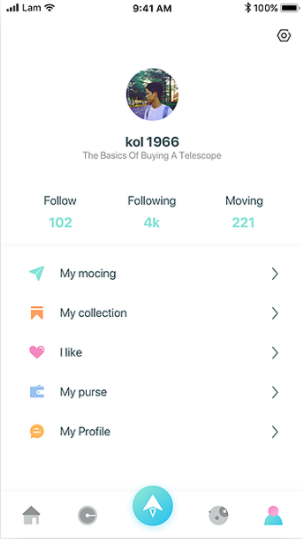 Lam 9:41 AM 100%
kol 1966
The Basics Of Buying A Telescope
Follow Following Moving
102 4k 221
My mocing
My collection
I like
My purse
My Profile